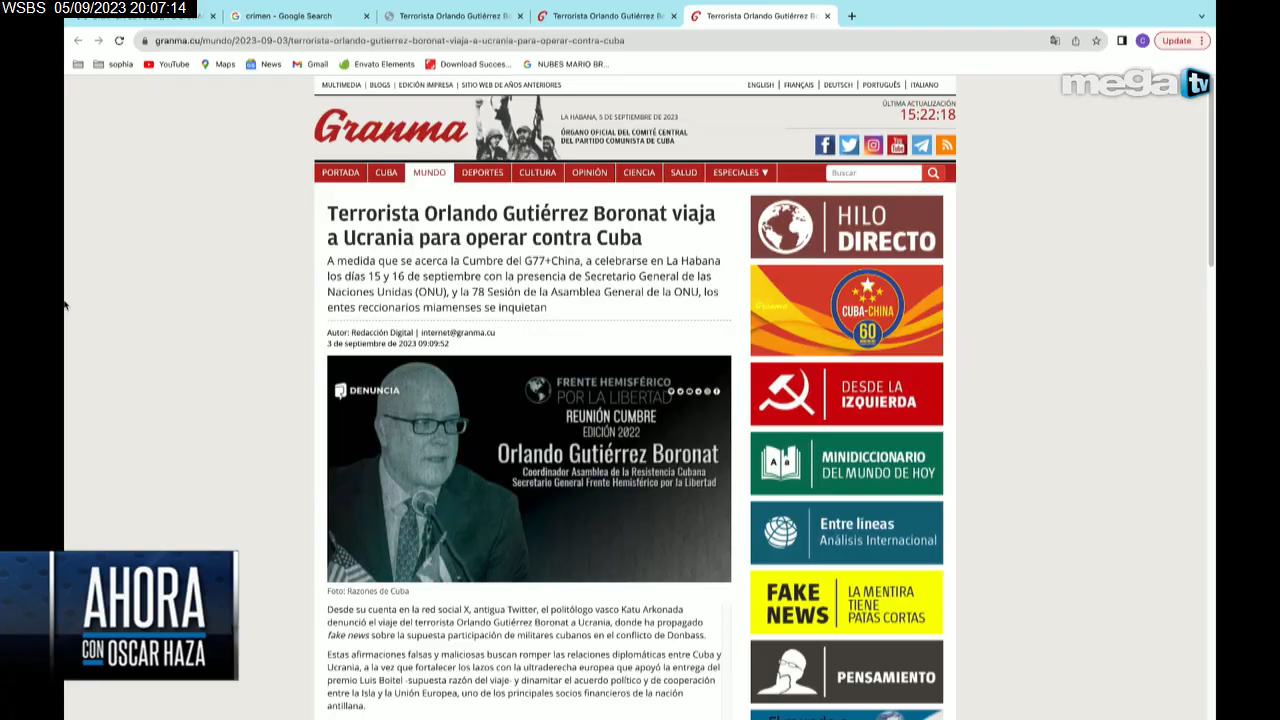 WSBS 05/09/2023 20:07:14
crimen - Google Search
Terrorista Orlando Gutiérrez B
Terrorista Orlando Gutiérrez B
Terrorista Orlando Gutiérrez B
granma.cu/mundo/2023-09-03/terrorista-orlando-gutierrez-boronat-viaja-a-ucrania-para-operar-contra-cuba
Update
sophia
YouTube
Maps
News
Gmail
Envato Elements
Download Succes...
NUBES MARIO BR...
mega tv
MULTIMEDIA | BLOGS | EDICIÓN IMPRESA | SITIO WEB DE AÑOS ANTERIORES
ENGLISH | FRANÇAIS | DEUTSCH | PORTUGUÊS | ITALIANO
Granma
LA HABANA, 5 DE SEPTIEMBRE DE 2023
ÓRGANO OFICIAL DEL COMITÉ CENTRAL
DEL PARTIDO COMUNISTA DE CUBA
ÚLTIMA ACTUALIZACIÓN
15:22:18
PORTADA CUBA MUNDO DEPORTES CULTURA OPINIÓN CIENCIA SALUD ESPECIALES ▼
Buscar
Terrorista Orlando Gutiérrez Boronat viaja
a Ucrania para operar contra Cuba
A medida que se acerca la Cumbre del G77+China, a celebrarse en La Habana
los días 15 y 16 de septiembre con la presencia de Secretario General de las
Naciones Unidas (ONU), y la 78 Sesión de la Asamblea General de la ONU, los
entes reccionarios miamenses se inquietan
Autor: Redacción Digital | internet@granma.cu
3 de septiembre de 2023 09:09:52
DENUNCIA
FRENTE HEMISFÉRICO
POR LA LIBERTAD
REUNIÓN CUMBRE
EDICIÓN 2022
Orlando Gutiérrez Boronat
Coordinador Asamblea de la Resistencia Cubana
Secretario General Frente Hemisférico por la Libertad
Foto: Razones de Cuba
Desde su cuenta en la red social X, antigua Twitter, el politólogo vasco Katu Arkonada
denunció el viaje del terrorista Orlando Gutiérrez Boronat a Ucrania, donde ha propagado
fake news sobre la supuesta participación de militares cubanos en el conflicto de Donbass.
Estas afirmaciones falsas y maliciosas buscan romper las relaciones diplomáticas entre Cuba y
Ucrania, a la vez que fortalecer los lazos con la ultraderecha europea que apoyó la entrega del
premio Luis Boitel -supuesta razón del viaje- y dinamitar el acuerdo político y de cooperación
entre la Isla y la Unión Europea, uno de los principales socios financieros de la nación
antillana.
HILO
DIRECTO
Granma
CUBA-CHINA
60
DESDE LA
IZQUIERDA
A a
MINIDICCIONARIO
DEL MUNDO DE HOY
Entre líneas
Análisis Internacional
FAKE
NEWS
LA MENTIRA
TIENE
PATAS CORTAS
PENSAMIENTO
AHORA
CON OSCAR HAZA